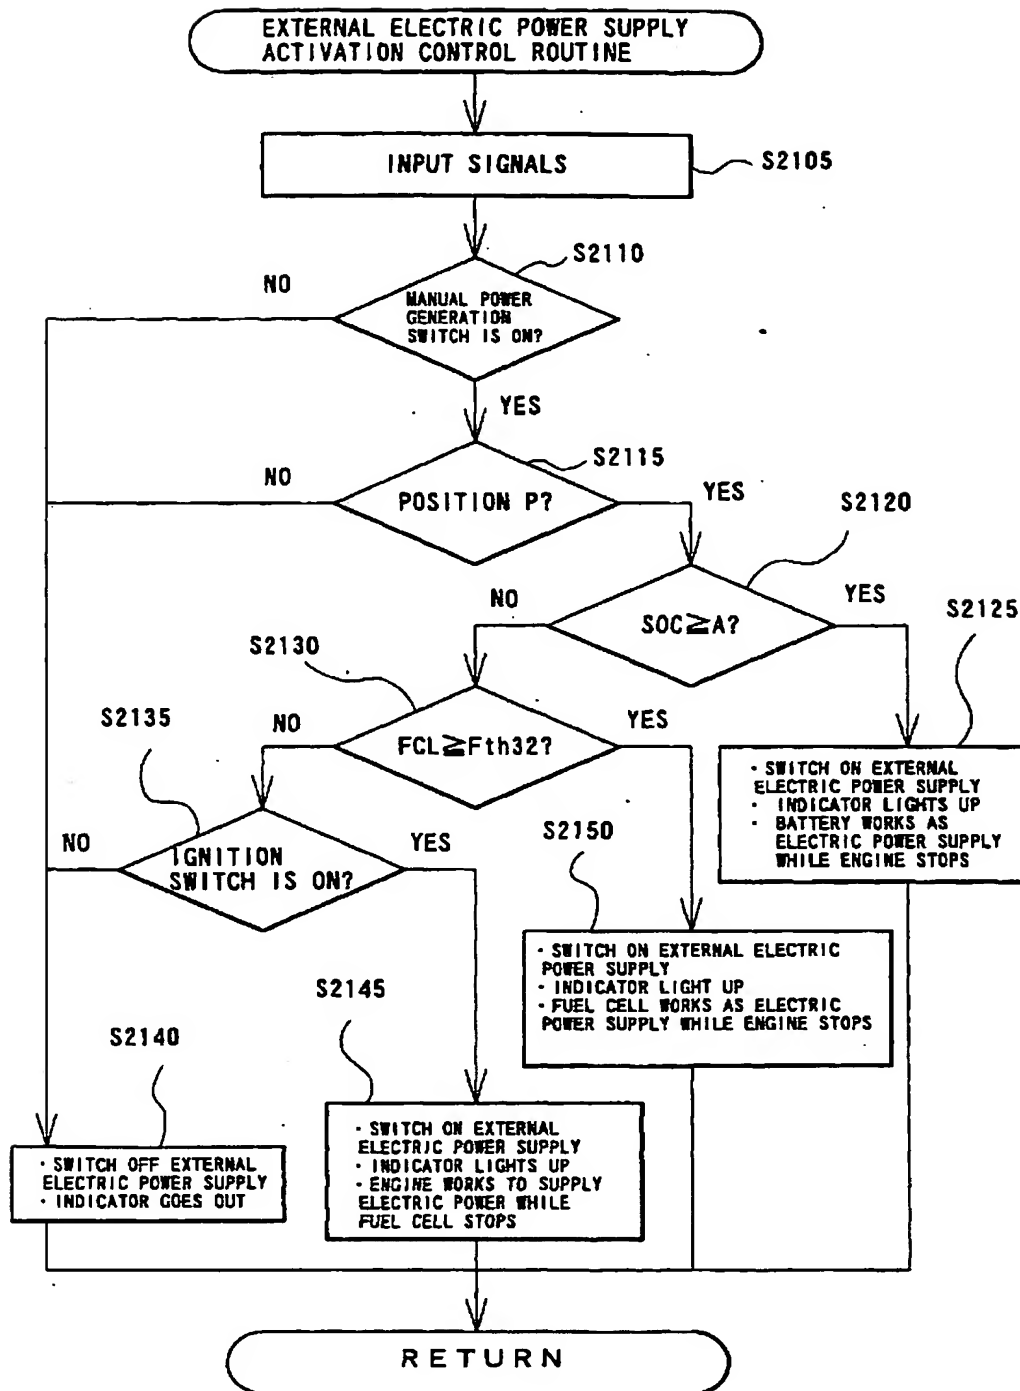 EXTERNAL ELECTRIC POWER SUPPLY
ACTIVATION CONTROL ROUTINE
INPUT SIGNALS
S2105
S2110
NO
MANUAL POWER
GENERATION
SWITCH IS ON?
YES
S2115
NO
POSITION P?
YES
S2120
NO
SOC≧A?
YES
S2125
S2130
NO
FCL≧Fth32?
YES
S2135
・SWITCH ON EXTERNAL
ELECTRIC POWER SUPPLY
・ INDICATOR LIGHTS UP
・ BATTERY WORKS AS
ELECTRIC POWER SUPPLY
WHILE ENGINE STOPS
NO
IGNITION
SWITCH IS ON?
YES
S2150
・SWITCH ON EXTERNAL ELECTRIC
POWER SUPPLY
・INDICATOR LIGHT UP
・FUEL CELL WORKS AS ELECTRIC
POWER SUPPLY WHILE ENGINE STOPS
S2145
S2140
・SWITCH ON EXTERNAL
ELECTRIC POWER SUPPLY
・INDICATOR LIGHTS UP
・ENGINE WORKS TO SUPPLY
ELECTRIC POWER WHILE
FUEL CELL STOPS
・SWITCH OFF EXTERNAL
ELECTRIC POWER SUPPLY
・INDICATOR GOES OUT
RETURN